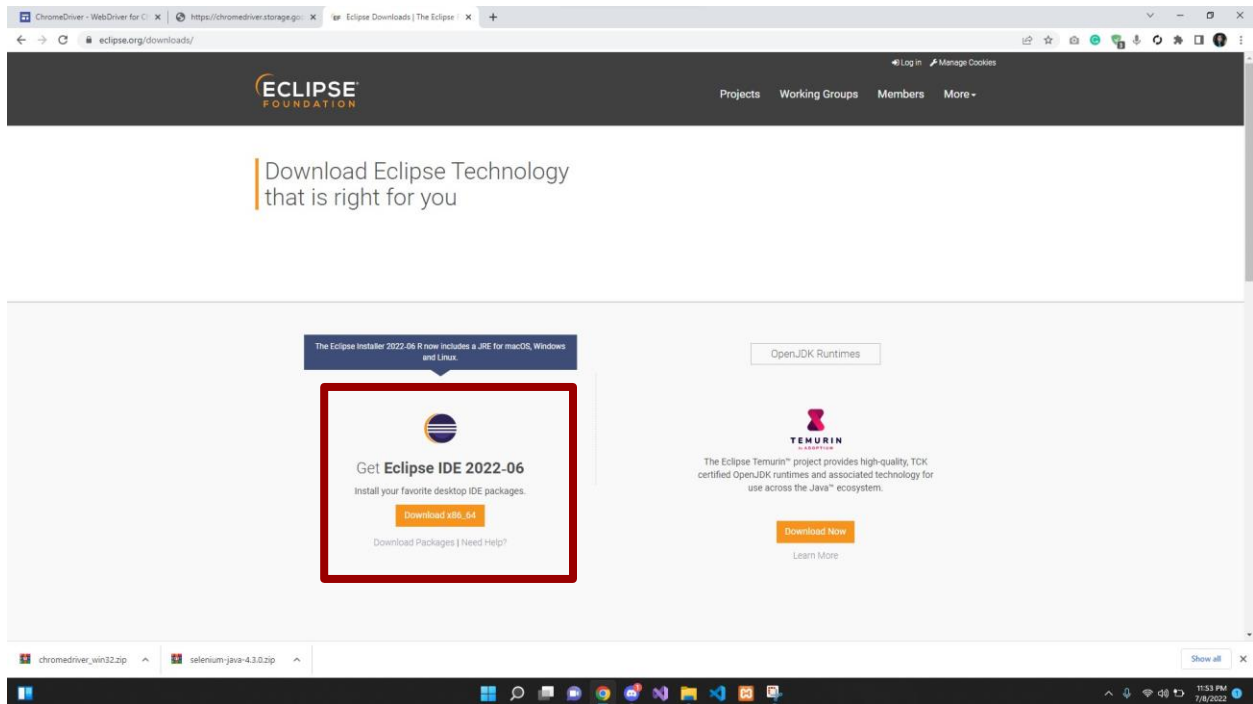 ChromeDriver - WebDriver for C
https://chromedriver.storage.go
Eclipse Downloads | The Eclipse
eclipse.org/downloads/
Log in Manage Cookies
ECLIPSE
FOUNDATION
Projects Working Groups Members More
Download Eclipse Technology
that is right for you
The Eclipse Installer 2022-06 R now includes a JRE for macOS, Windows
and Linux.
Get Eclipse IDE 2022-06
Install your favorite desktop IDE packages.
Download x86_64
Download Packages | Need Help?
OpenJDK Runtimes
TEMURIN
The Eclipse Temurin™ project provides high-quality, TCK
certified OpenJDK runtimes and associated technology for
use across the Java™ ecosystem.
Download Now
Learn More
chromedriver_win32.zip
selenium-java-4.3.0.zip
Show all
11:53 PM
7/8/2022